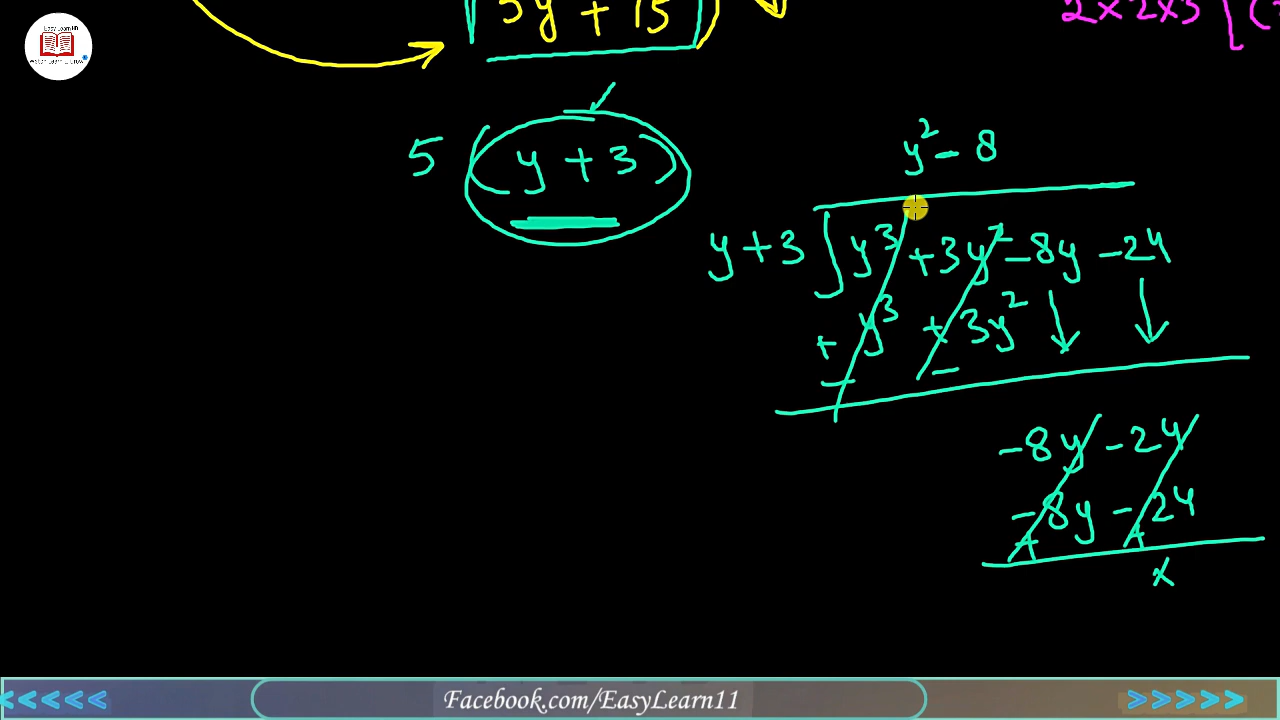 5y + 15
2×2×3 [(
5 (y + 3)
y² - 8
y + 3 ) y³ + 3y² - 8y - 24
+ y³ + 3y²
- -
- 8y - 24
- 8y - 24
+ +
x
Facebook.com/EasyLearn11